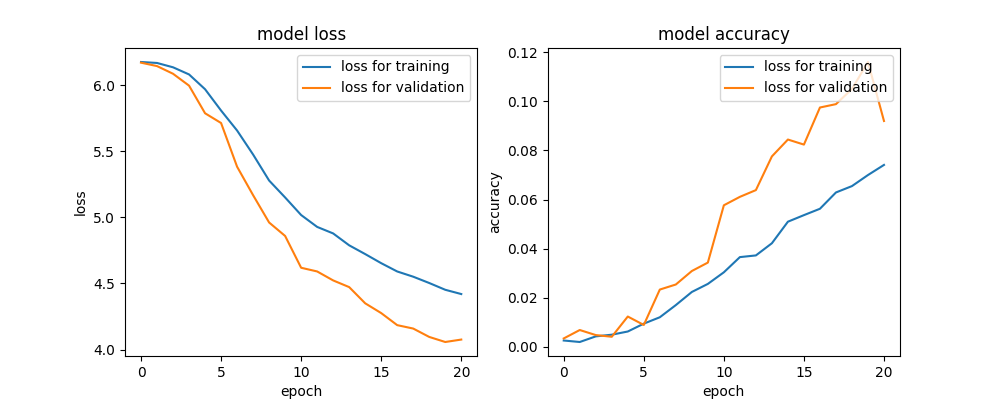 model loss
loss for training
loss for validation
6.0
5.5
5.0
4.5
4.0
loss
0
5
10
15
20
epoch
model accuracy
loss for training
loss for validation
0.12
0.10
0.08
0.06
0.04
0.02
0.00
accuracy
0
5
10
15
20
epoch